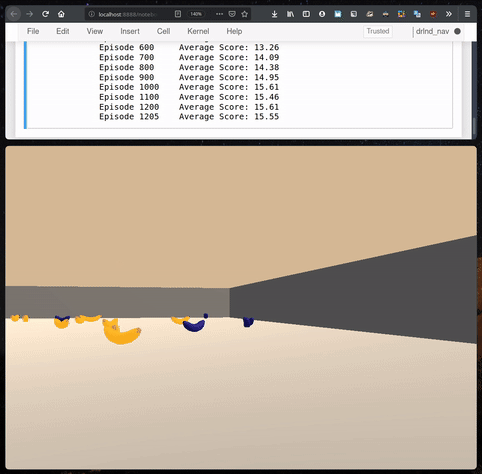 localhost:8888/noteb
140%
File Edit View Insert Cell Kernel Help Trusted drlnd_nav
Episode 600 Average Score: 13.26
Episode 700 Average Score: 14.09
Episode 800 Average Score: 14.38
Episode 900 Average Score: 14.95
Episode 1000 Average Score: 15.61
Episode 1100 Average Score: 15.46
Episode 1200 Average Score: 15.61
Episode 1205 Average Score: 15.55